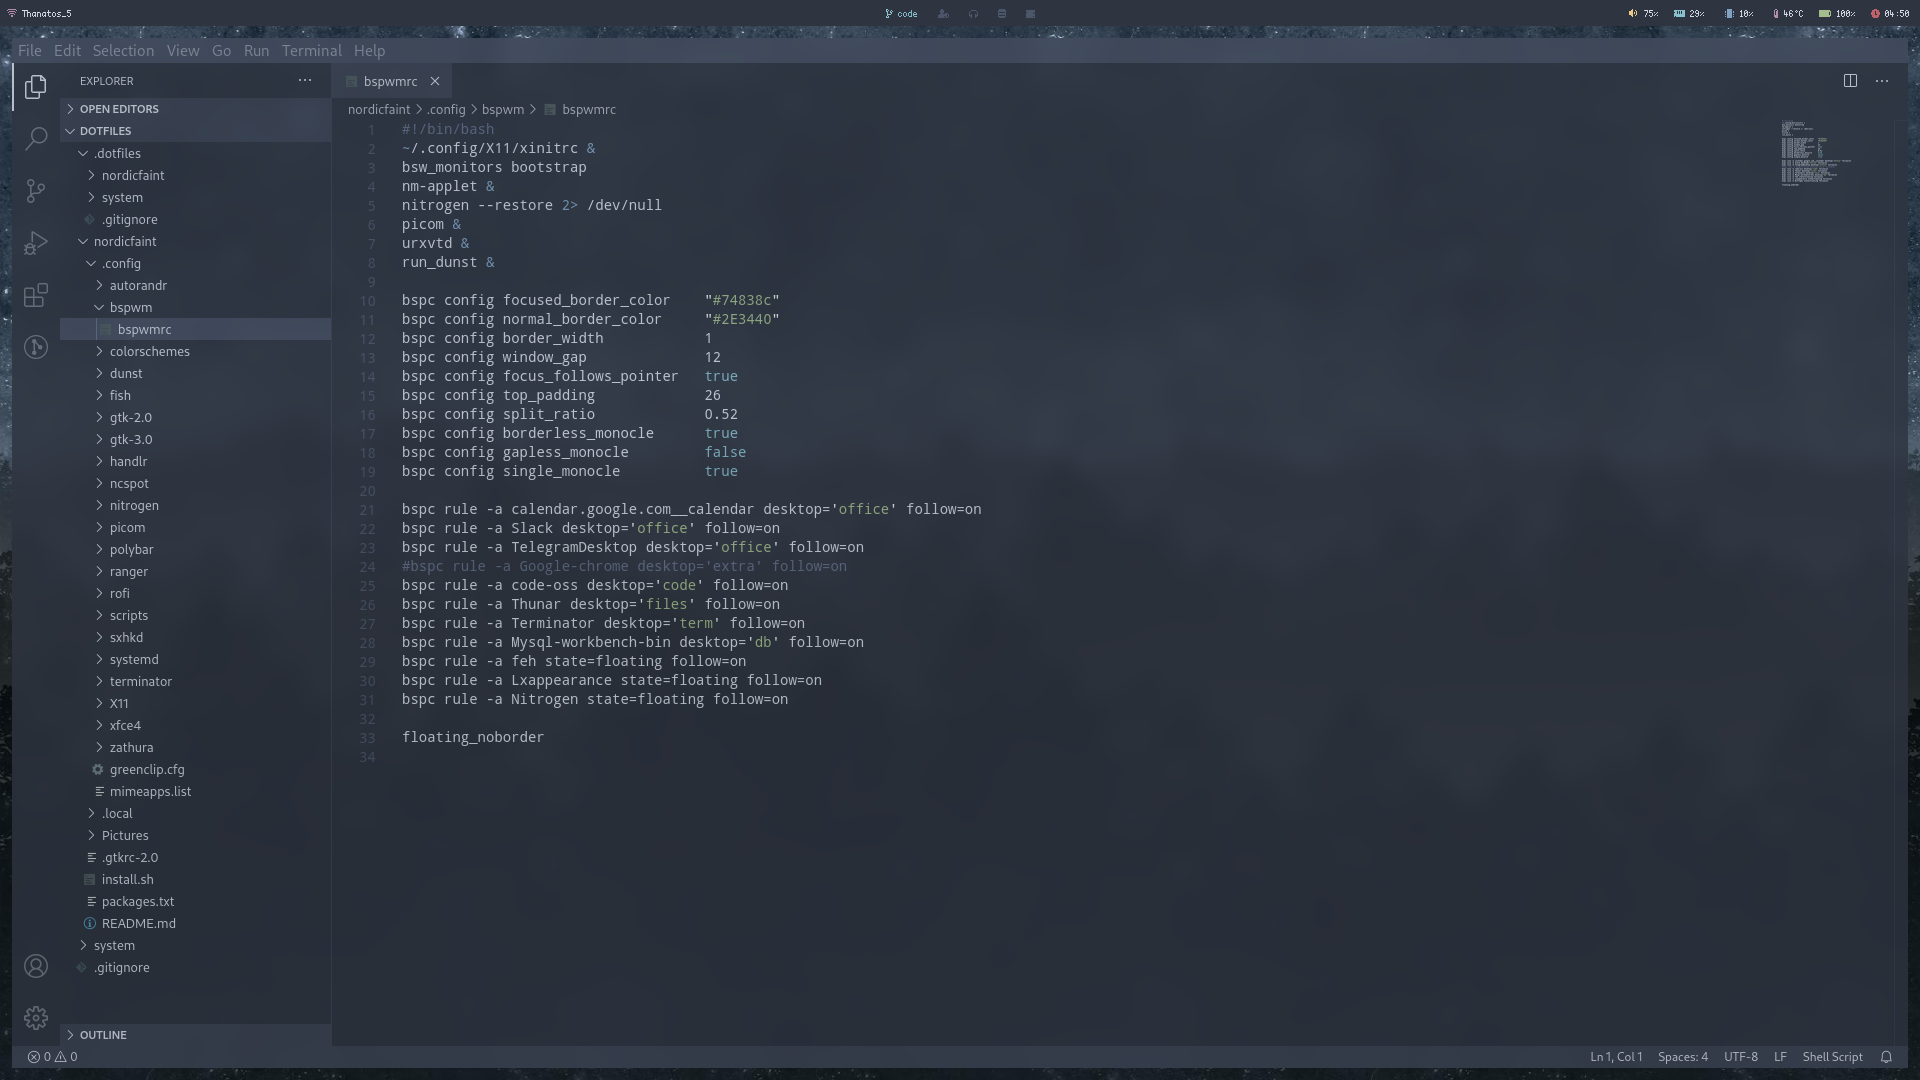 Thanatos_5
code
75% 29% 10% 46°C 100% 04:50
File Edit Selection View Go Run Terminal Help
EXPLORER
OPEN EDITORS
DOTFILES
.dotfiles
nordicfaint
system
.gitignore
nordicfaint
.config
autorandr
bspwm
bspwmrc
colorschemes
dunst
fish
gtk-2.0
gtk-3.0
handlr
ncspot
nitrogen
picom
polybar
ranger
rofi
scripts
sxhkd
systemd
terminator
X11
xfce4
zathura
greenclip.cfg
mimeapps.list
.local
Pictures
.gtkrc-2.0
install.sh
packages.txt
README.md
system
.gitignore
OUTLINE
bspwmrc
nordicfaint > .config > bspwm > bspwmrc
1 #!/bin/bash
2 ~/.config/X11/xinitrc &
3 bsw_monitors bootstrap
4 nm-applet &
5 nitrogen --restore 2> /dev/null
6 picom &
7 urxvtd &
8 run_dunst &
9
10 bspc config focused_border_color "#74838c"
11 bspc config normal_border_color "#2E3440"
12 bspc config border_width 1
13 bspc config window_gap 12
14 bspc config focus_follows_pointer true
15 bspc config top_padding 26
16 bspc config split_ratio 0.52
17 bspc config borderless_monocle true
18 bspc config gapless_monocle false
19 bspc config single_monocle true
20
21 bspc rule -a calendar.google.com__calendar desktop='office' follow=on
22 bspc rule -a Slack desktop='office' follow=on
23 bspc rule -a TelegramDesktop desktop='office' follow=on
24 #bspc rule -a Google-chrome desktop='extra' follow=on
25 bspc rule -a code-oss desktop='code' follow=on
26 bspc rule -a Thunar desktop='files' follow=on
27 bspc rule -a Terminator desktop='term' follow=on
28 bspc rule -a Mysql-workbench-bin desktop='db' follow=on
29 bspc rule -a feh state=floating follow=on
30 bspc rule -a Lxappearance state=floating follow=on
31 bspc rule -a Nitrogen state=floating follow=on
32
33 floating_noborder
34
0 0
Ln 1, Col 1 Spaces: 4 UTF-8 LF Shell Script